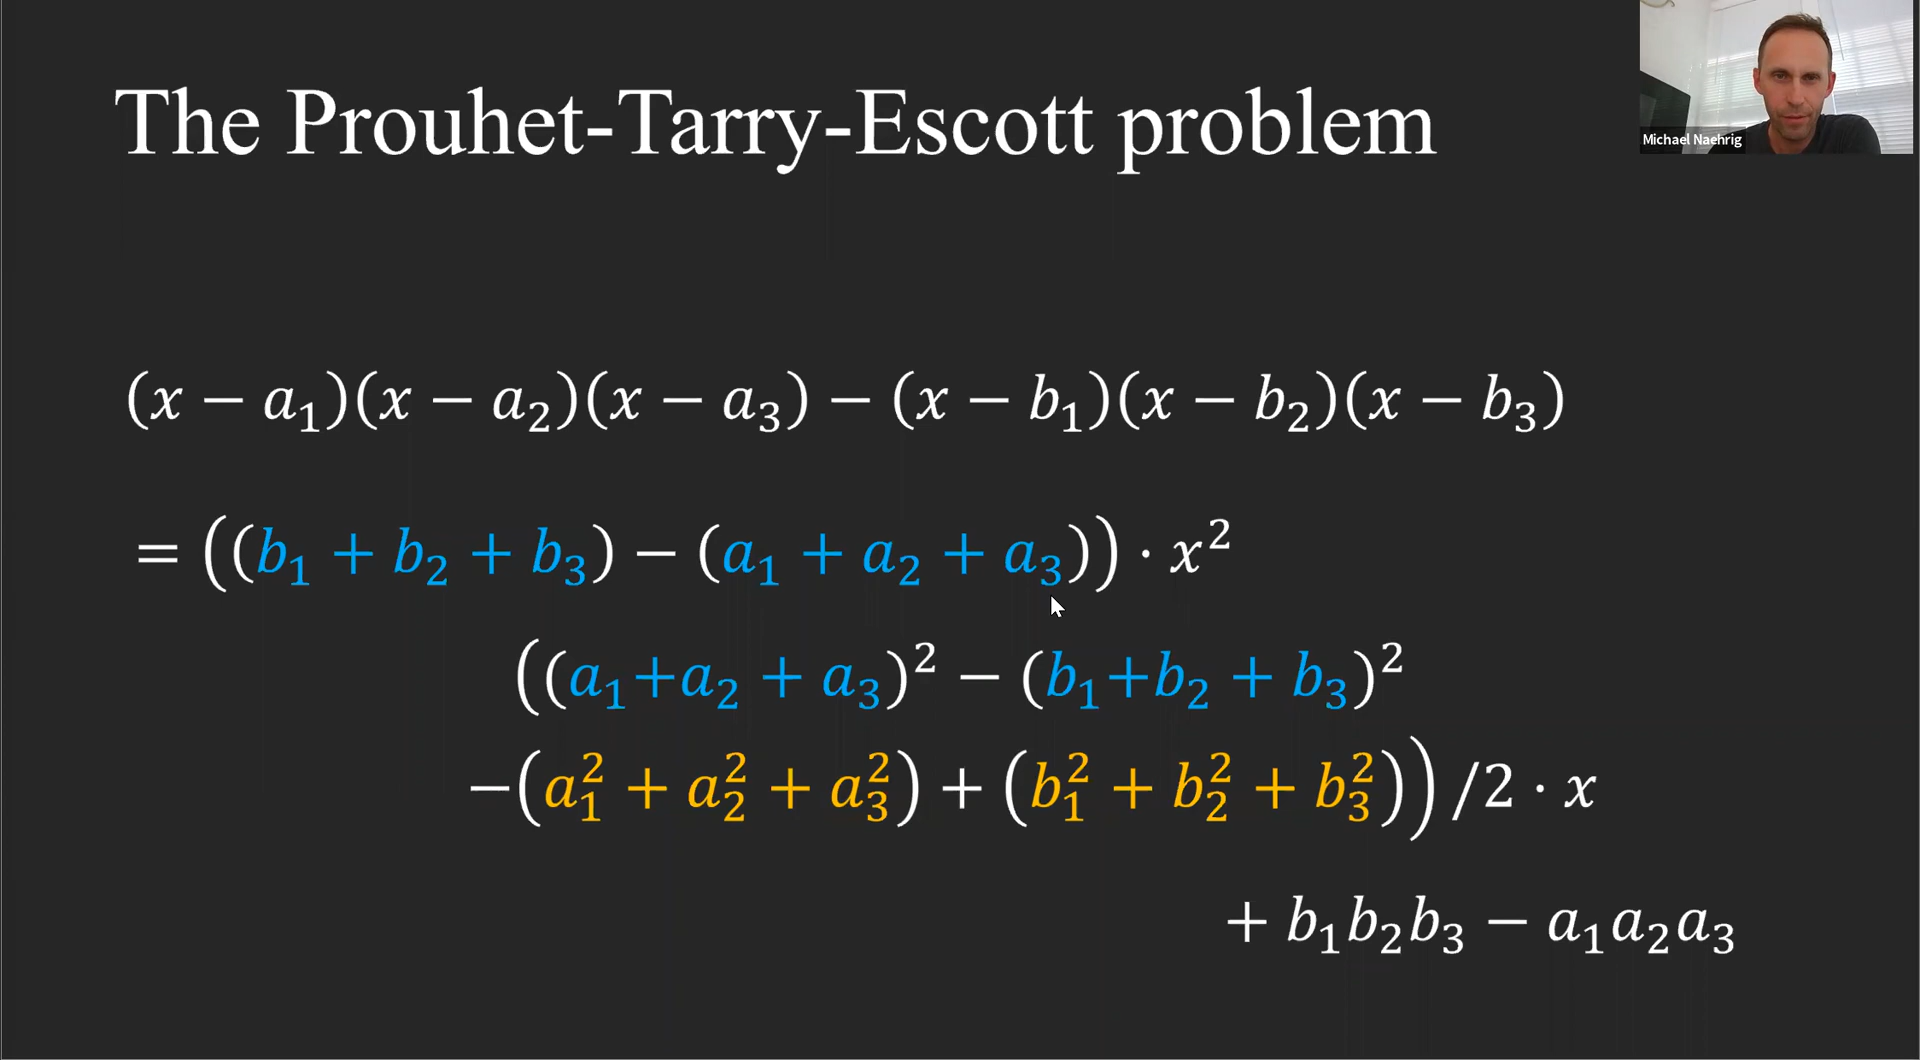 The Prouhet-Tarry-Escott problem
Michael Naehrig
(x − a₁)(x − a₂)(x − a₃) − (x − b₁)(x − b₂)(x − b₃)
= ((b₁ + b₂ + b₃) − (a₁ + a₂ + a₃)) · x²
((a₁+a₂ + a₃)² − (b₁+b₂ + b₃)²
−(a₁² + a₂² + a₃²) + (b₁² + b₂² + b₃²))/2 · x
+ b₁b₂b₃ − a₁a₂a₃